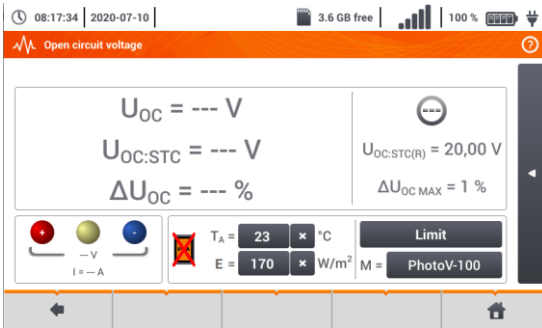 08:17:34 2020-07-10 3.6 GB free 100 %
Open circuit voltage ?
UOC = --- V
UOC:STC = --- V
ΔUOC = --- %
---
UOC:STC(R) = 20,00 V
ΔUOC MAX = 1 %
+ -
--- V
I = --- A
TA = 23 × °C
E = 170 × W/m²
Limit
M = PhotoV-100